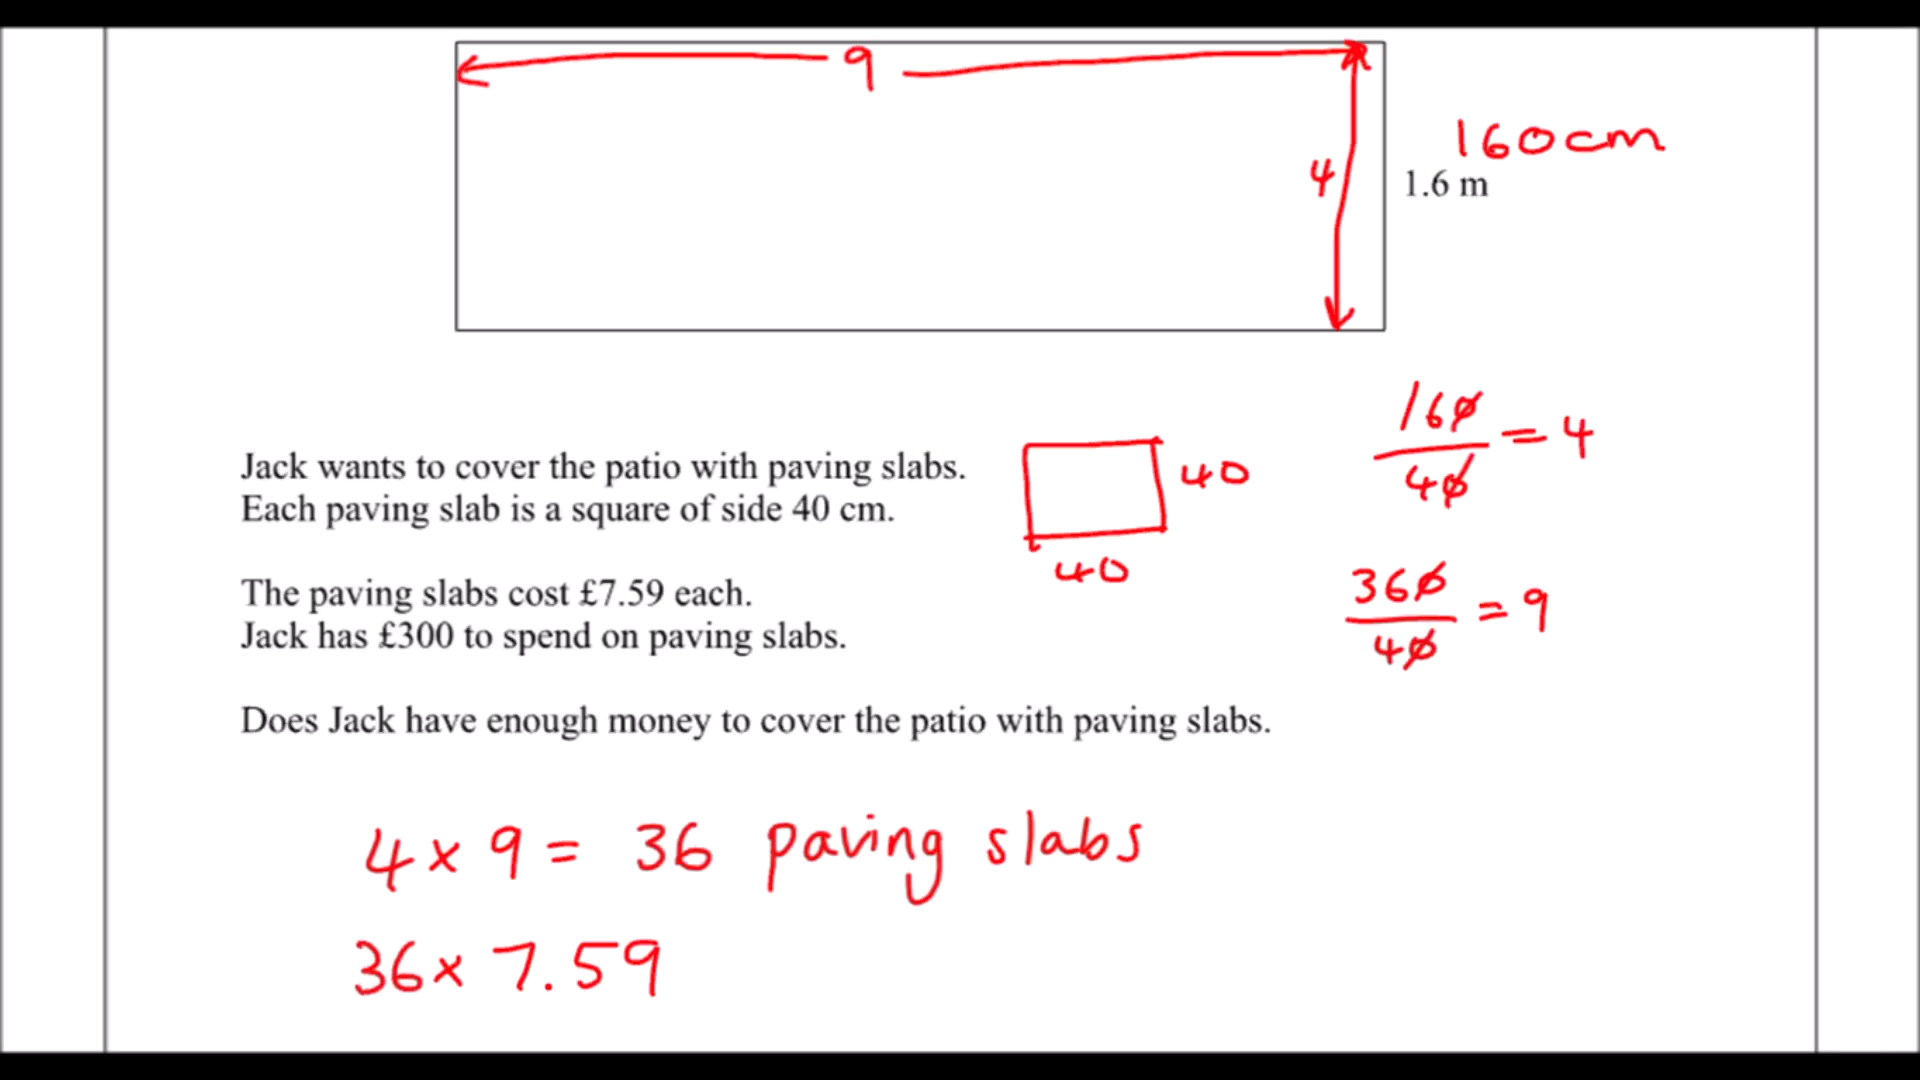 9
160cm
4
1.6 m
160
40 = 4
Jack wants to cover the patio with paving slabs.
Each paving slab is a square of side 40 cm.
40
40
360
40 = 9
The paving slabs cost £7.59 each.
Jack has £300 to spend on paving slabs.
Does Jack have enough money to cover the patio with paving slabs.
4 × 9 = 36 paving slabs
36 × 7.59